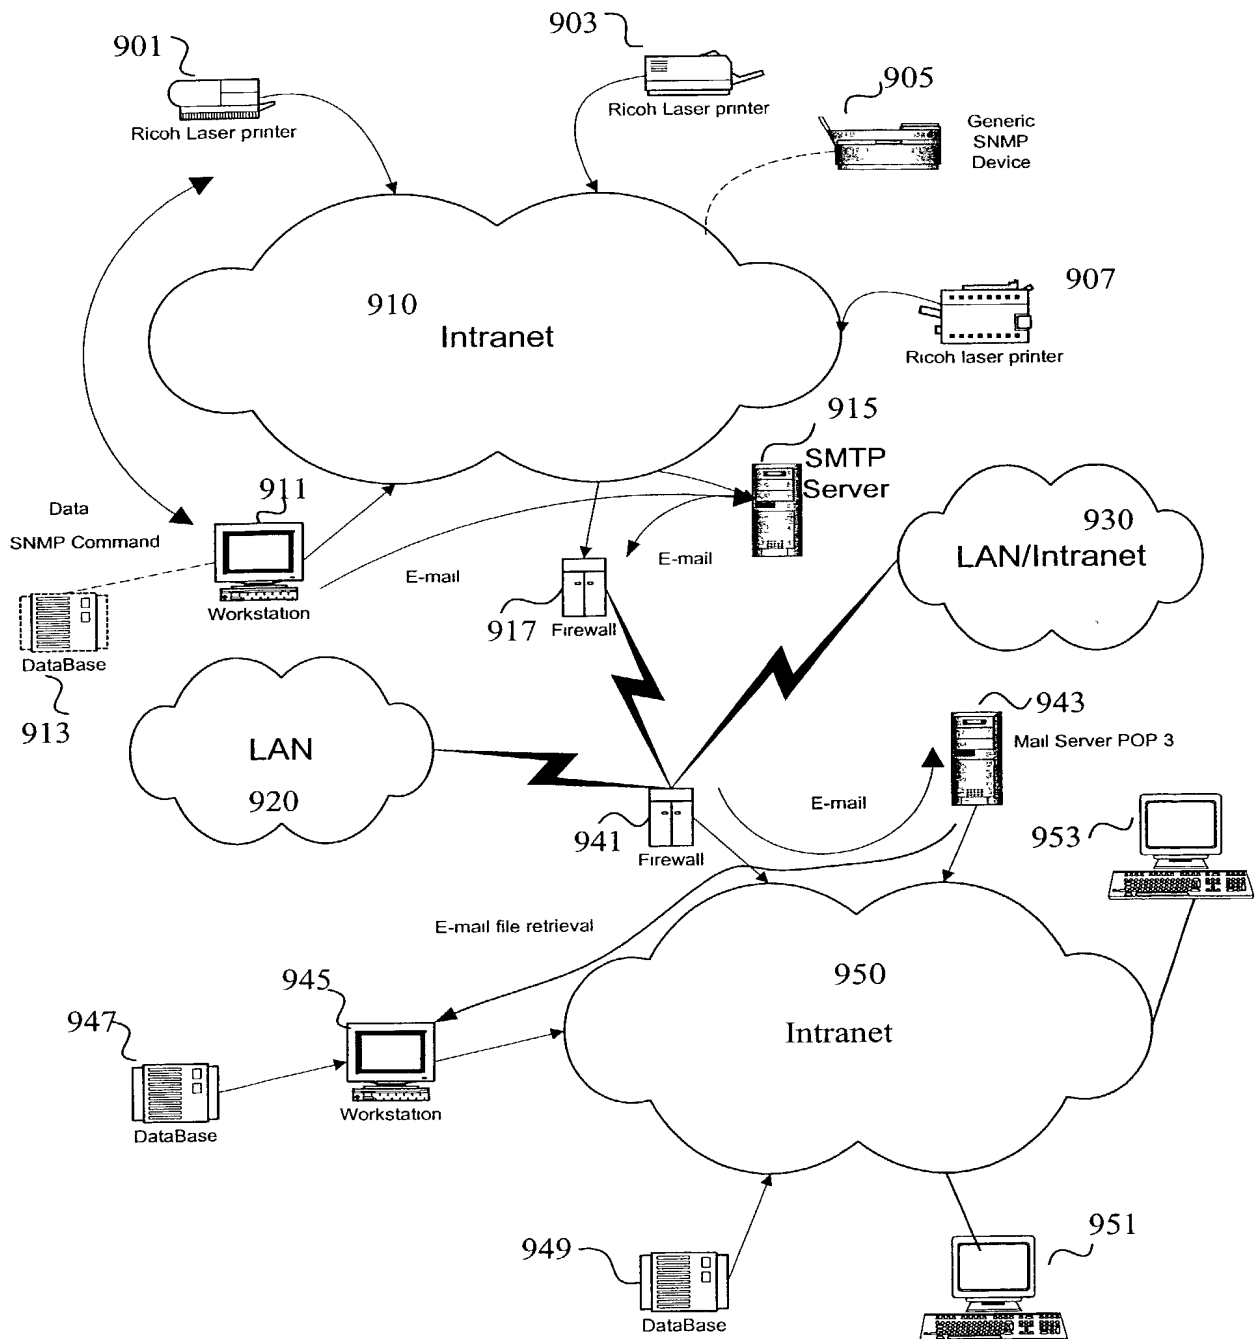 901
Ricoh Laser printer
903
Ricoh Laser printer
905
Generic
SNMP
Device
907
Ricoh laser printer
910
Intranet
915
SMTP
Server
911
Data
SNMP Command
Workstation
E-mail
E-mail
DataBase
913
917
Firewall
930
LAN/Intranet
LAN
920
943
Mail Server POP 3
E-mail
941
Firewall
953
E-mail file retrieval
945
Workstation
947
DataBase
950
Intranet
949
DataBase
951